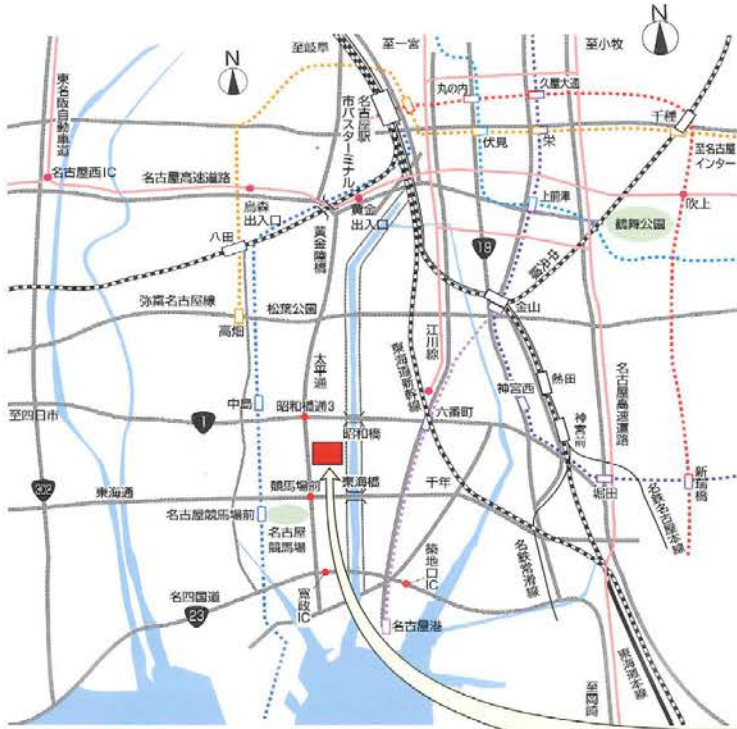 至岐阜
至一宮
至小牧
N
N
東名阪自動車道
名古屋駅
市バスターミナル
丸の内
久屋大通
千種
伏見
栄
至名古屋
インター
名古屋西IC
名古屋高速道路
烏森
出入口
黄金
出入口
上前津
吹上
鶴舞公園
八田
黄金陸橋
19
中央線
金山
弥富名古屋線
松葉公園
高畑
太平通
江川線
東海道新幹線
熱田
名古屋高速道路
中島
昭和橋通3
神宮西
至四日市
1
昭和橋
六番町
神宮前
302
東海通
競馬場前
東海橋
千年
堀田
新瑞橋
名鉄名古屋本線
名古屋競馬場前
名古屋
競馬場
名鉄常滑線
築地口IC
名四国道
23
寛政IC
名古屋港
至岡崎
東海道本線